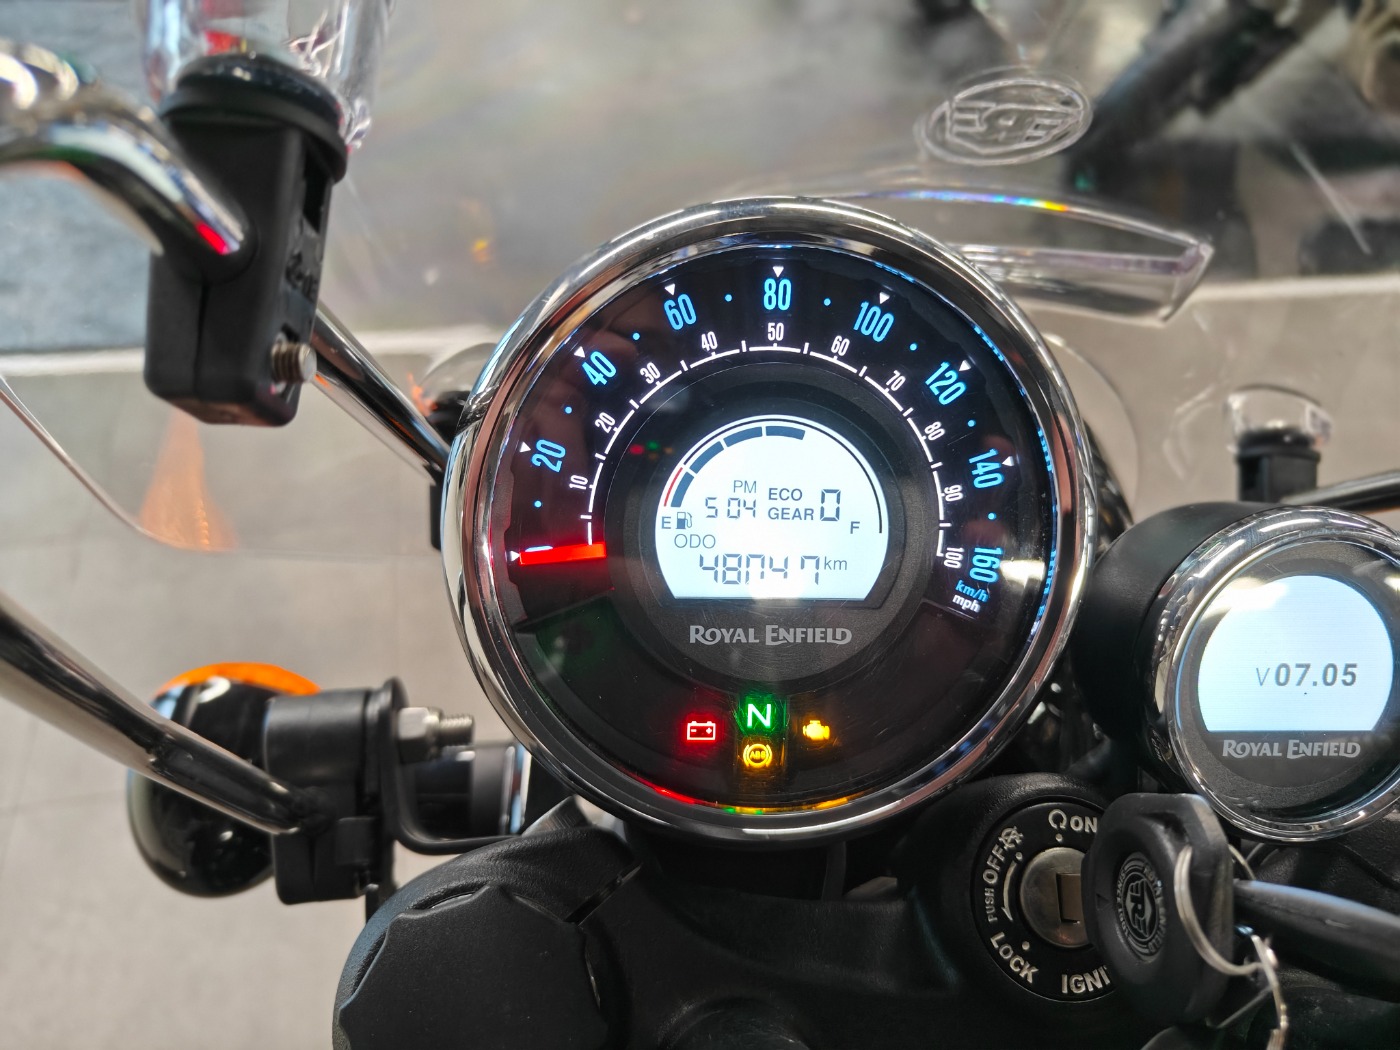 20
40
60
80
100
120
140
160
km/h
mph
10
20
30
40
50
60
70
80
90
100
PM
5 04
ECO
GEAR 0
E
F
ODO
48047 km
ROYAL ENFIELD
N
ABS
V07.05
ROYAL ENFIELD
ON
OFF
PUSH
LOCK